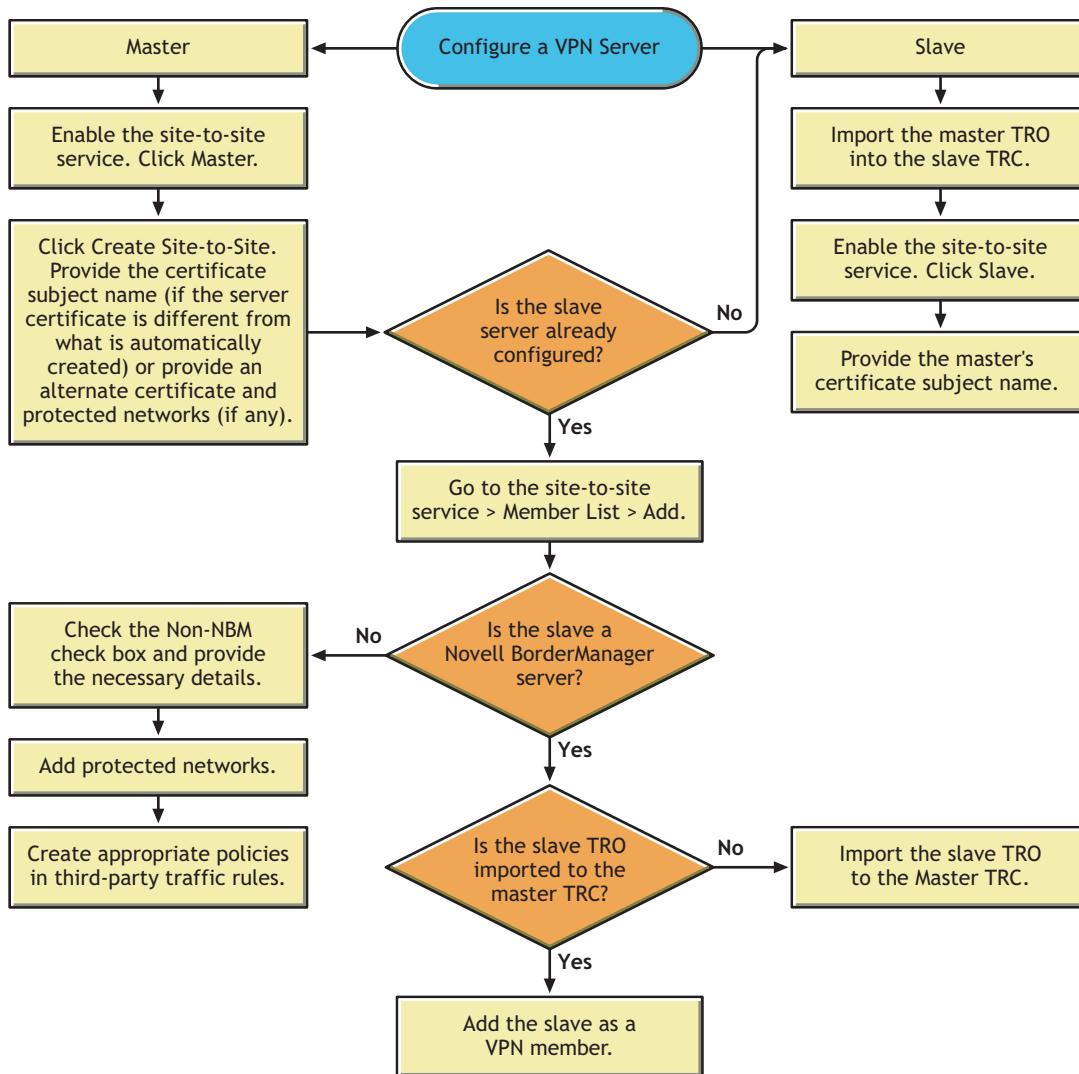 Configure a VPN Server
Master
Enable the site-to-site
service. Click Master.
Click Create Site-to-Site.
Provide the certificate
subject name (if the server
certificate is different from
what is automatically
created) or provide an
alternate certificate and
protected networks (if any).
Slave
Import the master TRO
into the slave TRC.
Enable the site-to-site
service. Click Slave.
Provide the master's
certificate subject name.
Is the slave
server already
configured?
No
Yes
Go to the site-to-site
service > Member List > Add.
Is the slave a
Novell BorderManager
server?
No
Check the Non-NBM
check box and provide
the necessary details.
Add protected networks.
Create appropriate policies
in third-party traffic rules.
Yes
Is the slave TRO
imported to the
master TRC?
No
Import the slave TRO
to the Master TRC.
Yes
Add the slave as a
VPN member.